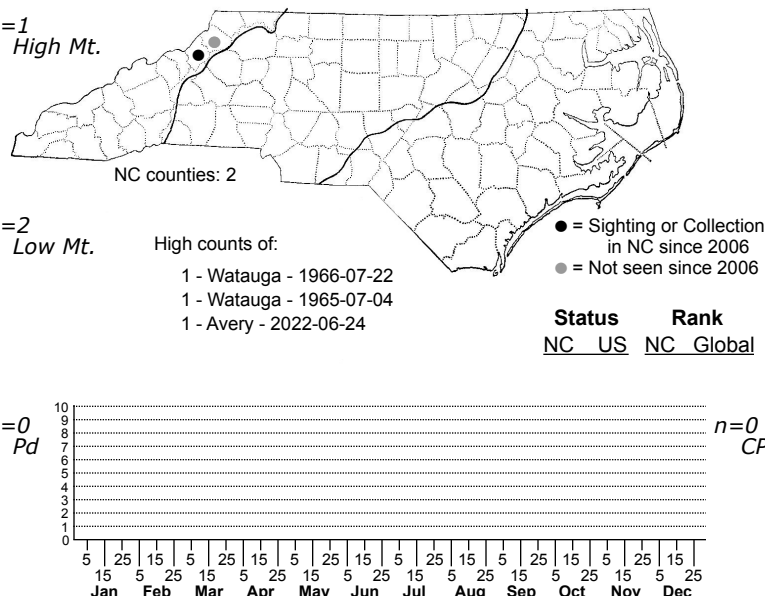 =1
High Mt.
NC counties: 2
=2
Low Mt.
High counts of:
1 - Watauga - 1966-07-22
1 - Watauga - 1965-07-04
1 - Avery - 2022-06-24
● = Sighting or Collection
in NC since 2006
● = Not seen since 2006
Status Rank
NC US NC Global
=0
Pd
n=0
CP
10
9
8
7
6
5
4
3
2
1
0
5 25 15 5 25 15 5 25 15 5 25 15 5 25 15 5 25 15
15 5 25 15 5 25 15 5 25 15 5 25 15 5 25 15 5 25
Jan Feb Mar Apr May Jun Jul Aug Sep Oct Nov Dec